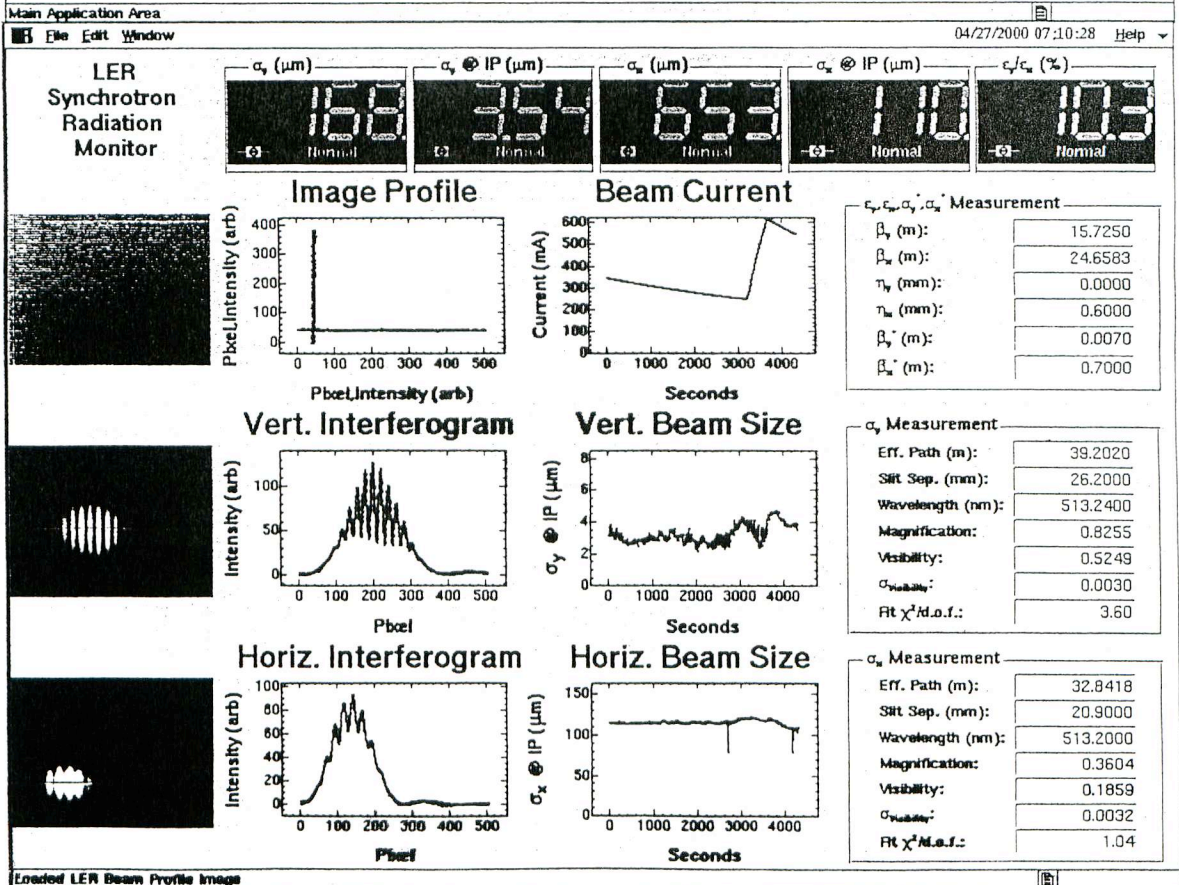 Main Application Area
File Edit Window
04/27/2000 07:10:28 Help
LER
Synchrotron
Radiation
Monitor
σy (μm)
166.
Normal
σy @ IP (μm)
3.54
Normal
σx (μm)
653
Normal
σx @ IP (μm)
110.
Normal
εy/εx (%)
10.3
Normal
Image Profile
Pixel,Intensity (arb)
400
300
200
100
0
0 100 200 300 400 500
Pixel,Intensity (arb)
Beam Current
Current (mA)
600
500
400
300
200
100
0
0 1000 2000 3000 4000
Seconds
εy,εx,σy*,σx* Measurement
βy (m): 15.7250
βx (m): 24.6583
ηy (mm): 0.0000
ηx (mm): 0.6000
βy* (m): 0.0070
βx* (m): 0.7000
Vert. Interferogram
Intensity (arb)
100
50
0
0 100 200 300 400 500
Pixel
Vert. Beam Size
σy @ IP (μm)
8
6
4
2
0
0 1000 2000 3000 4000
Seconds
σy Measurement
Eff. Path (m): 39.2020
Slit Sep. (mm): 26.2000
Wavelength (nm): 513.2400
Magnification: 0.8255
Visibility: 0.5249
σVisibility: 0.0030
Fit χ²/d.o.f.: 3.60
Horiz. Interferogram
Intensity (arb)
100
80
60
40
20
0
0 100 200 300 400 500
Pixel
Horiz. Beam Size
σx @ IP (μm)
150
100
50
0
0 1000 2000 3000 4000
Seconds
σx Measurement
Eff. Path (m): 32.8418
Slit Sep. (mm): 20.9000
Wavelength (nm): 513.2000
Magnification: 0.3604
Visibility: 0.1859
σVisibility: 0.0032
Fit χ²/d.o.f.: 1.04
Loaded LER Beam Profile Image